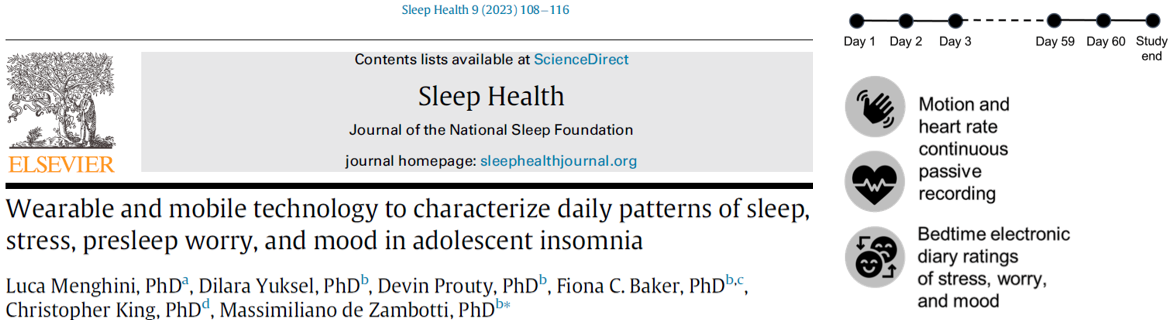 Sleep Health 9 (2023) 108–116
Contents lists available at ScienceDirect
Sleep Health
Journal of the National Sleep Foundation
journal homepage: sleephealthjournal.org
ELSEVIER
Wearable and mobile technology to characterize daily patterns of sleep,
stress, presleep worry, and mood in adolescent insomnia
Luca Menghini, PhDa, Dilara Yuksel, PhDb, Devin Prouty, PhDb, Fiona C. Baker, PhDb,c,
Christopher King, PhDd, Massimiliano de Zambotti, PhDb*
Day 1 Day 2 Day 3 Day 59 Day 60 Study
end
Motion and
heart rate
continuous
passive
recording
Bedtime electronic
diary ratings
of stress, worry,
and mood